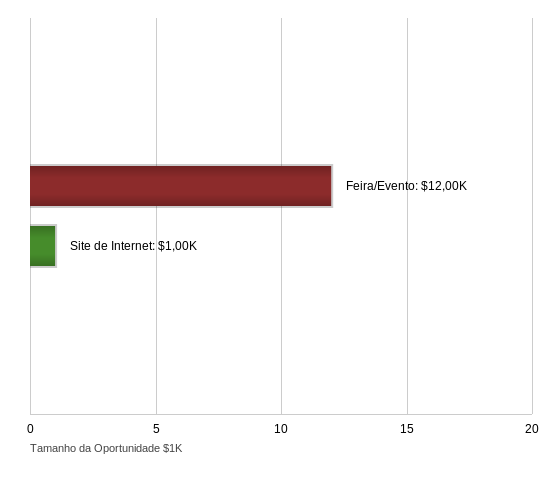 Feira/Evento: $12,00K
Site de Internet: $1,00K
0 5 10 15 20
Tamanho da Oportunidade $1K